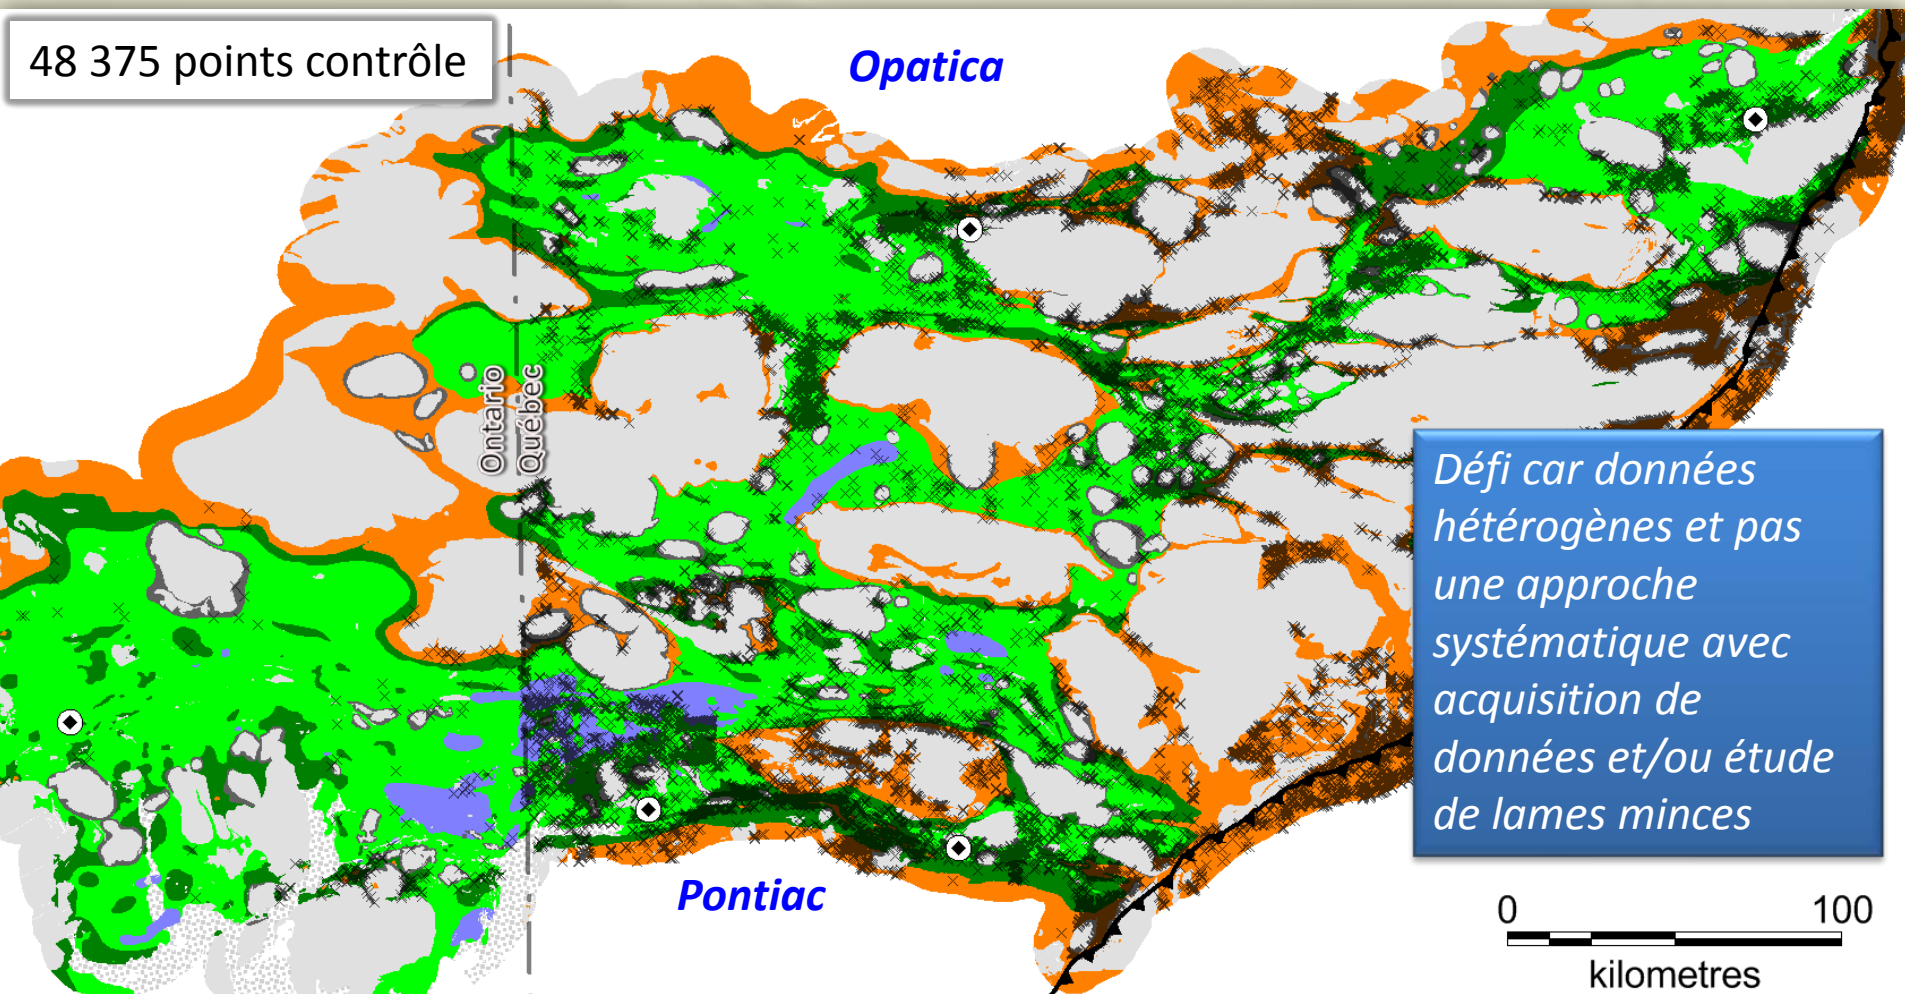 48 375 points contrôle
Opatica
Ontario
Québec
Défi car données
hétérogènes et pas
une approche
systématique avec
acquisition de
données et/ou étude
de lames minces
Pontiac
0 100
kilometres